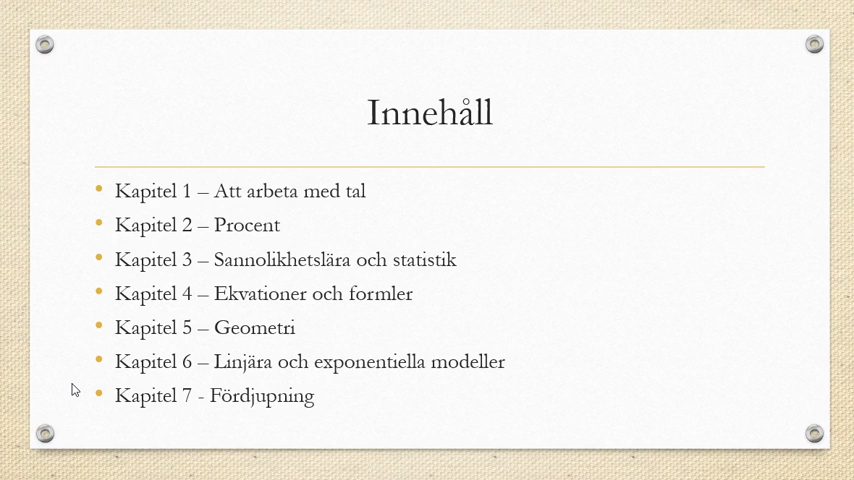 Innehåll
Kapitel 1 – Att arbeta med tal
Kapitel 2 – Procent
Kapitel 3 – Sannolikhetslära och statistik
Kapitel 4 – Ekvationer och formler
Kapitel 5 – Geometri
Kapitel 6 – Linjära och exponentiella modeller
Kapitel 7 - Fördjupning